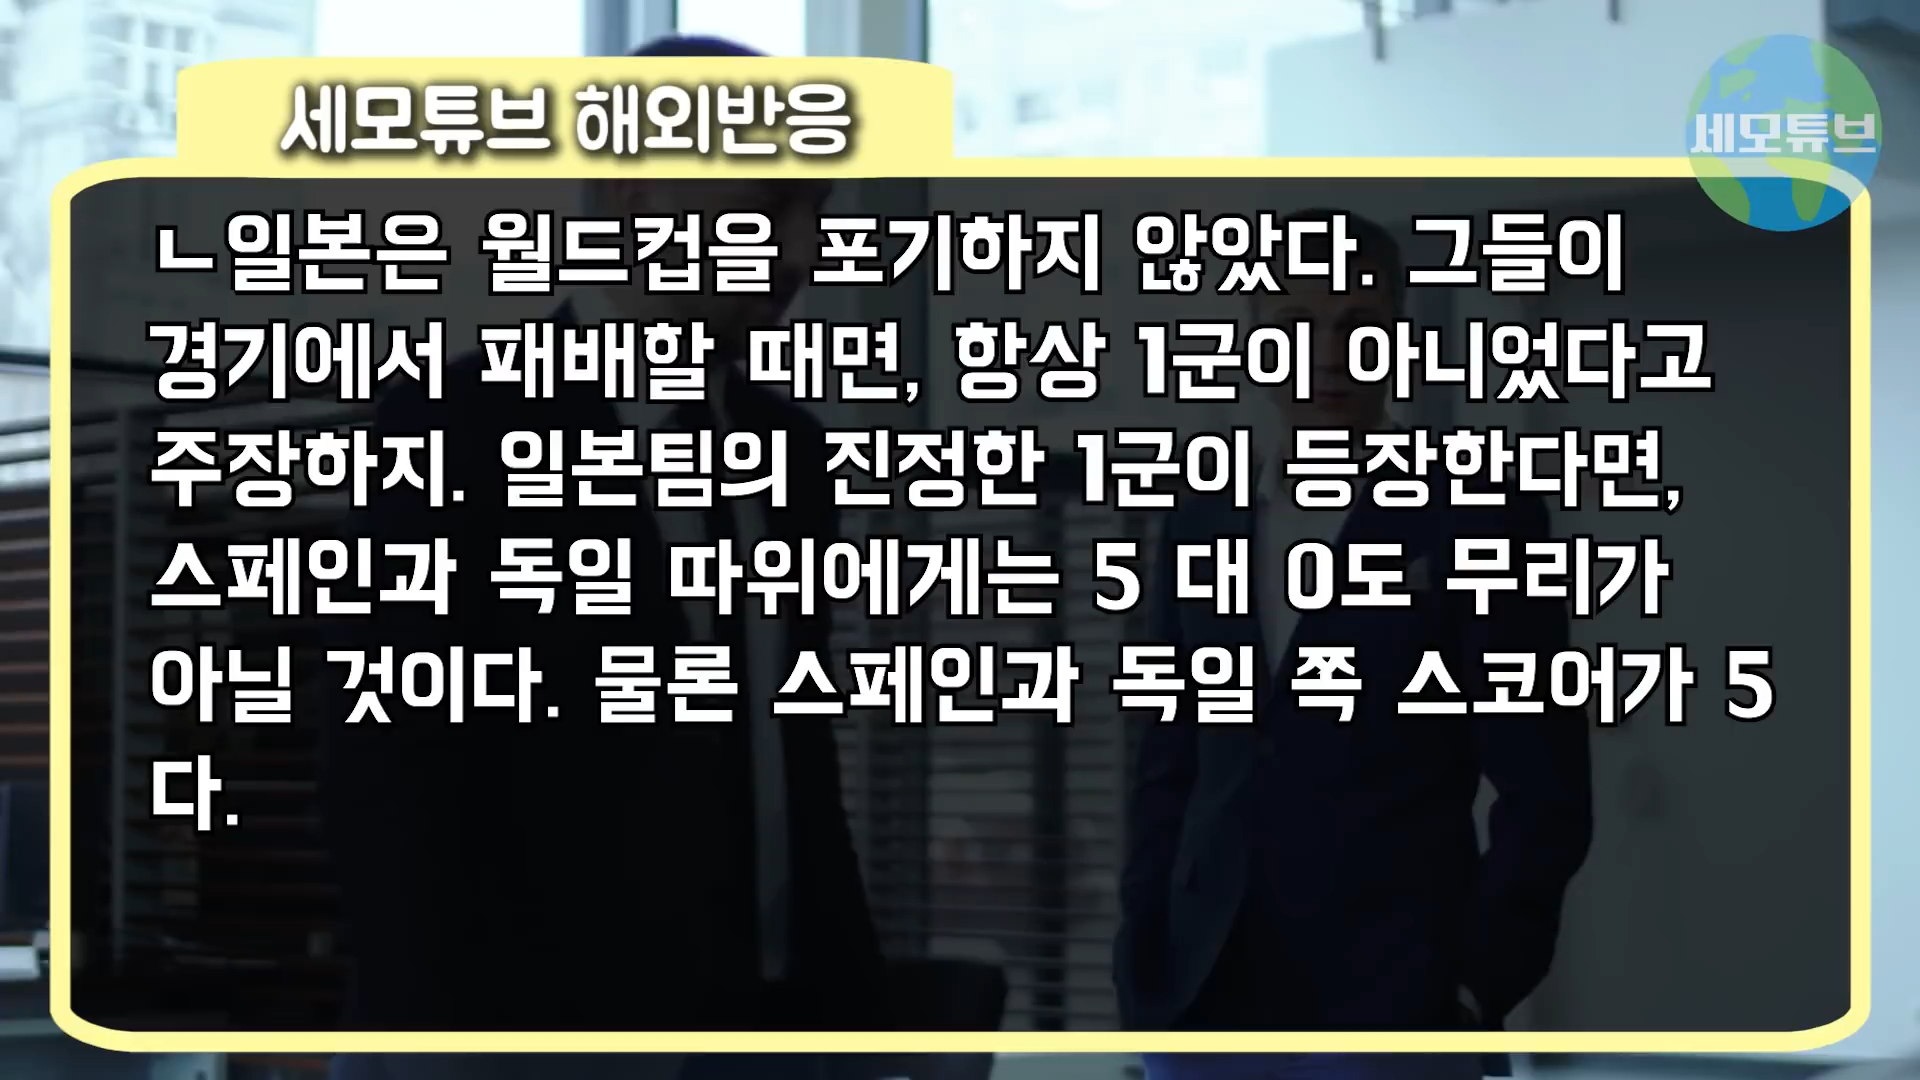 세모튜브 해외반응
세모튜브
ㄴ일본은 월드컵을 포기하지 않았다. 그들이
경기에서 패배할 때면, 항상 1군이 아니었다고
주장하지. 일본팀의 진정한 1군이 등장한다면,
스페인과 독일 따위에게는 5 대 0도 무리가
아닐 것이다. 물론 스페인과 독일 쪽 스코어가 5
다.